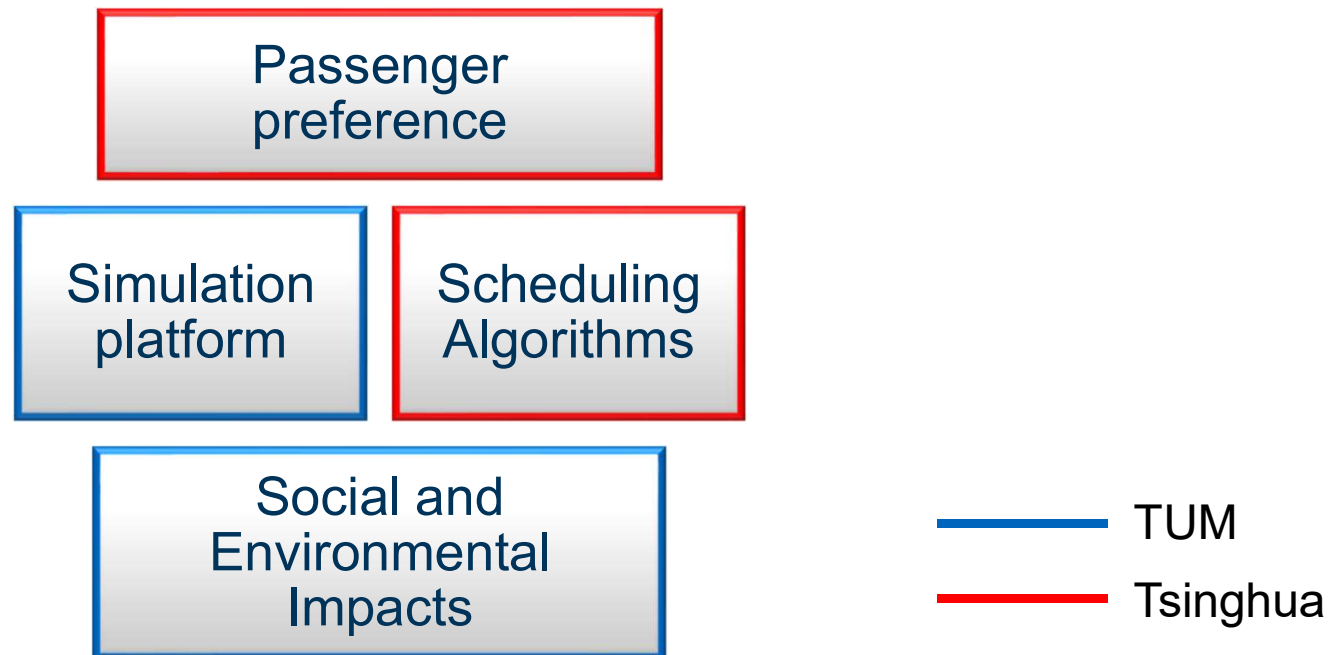 Passenger
preference
Simulation
platform
Scheduling
Algorithms
Social and
Environmental
Impacts
TUM
Tsinghua